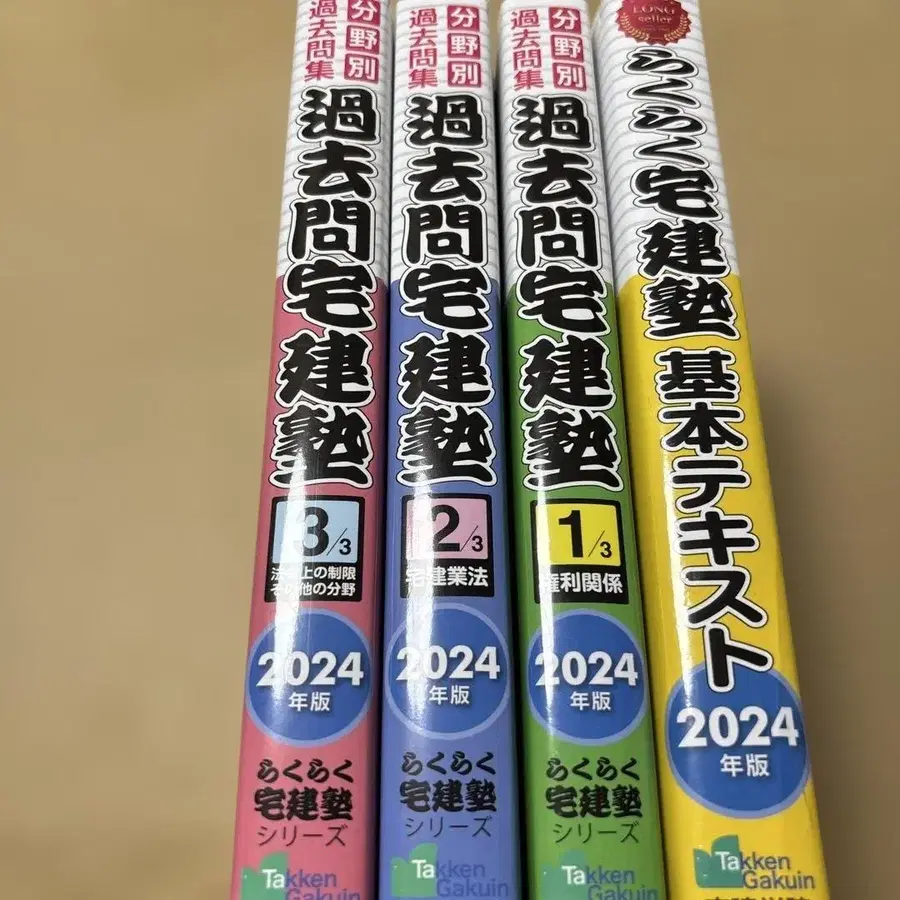 分野別
過去問集
過去問宅建塾
3/3
法令上の制限
その他の分野
2024
年版
らくらく
宅建塾
シリーズ
Takken
Gakuin
分野別
過去問集
過去問宅建塾
2/3
宅建業法
2024
年版
らくらく
宅建塾
シリーズ
Takken
Gakuin
分野別
過去問集
過去問宅建塾
1/3
権利関係
2024
年版
らくらく
宅建塾
シリーズ
Takken
Gakuin
LONG
seller
らくらく宅建塾 基本テキスト
2024
年版
Takken
Gakuin